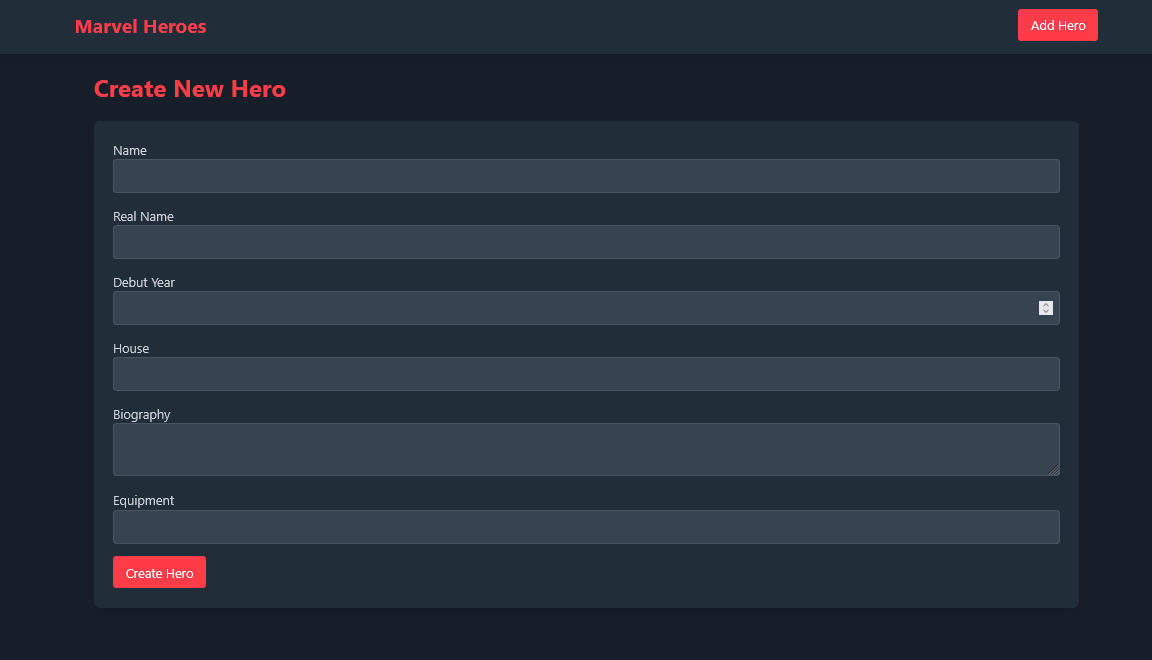 Marvel Heroes
Add Hero
Create New Hero
Name
Real Name
Debut Year
House
Biography
Equipment
Create Hero